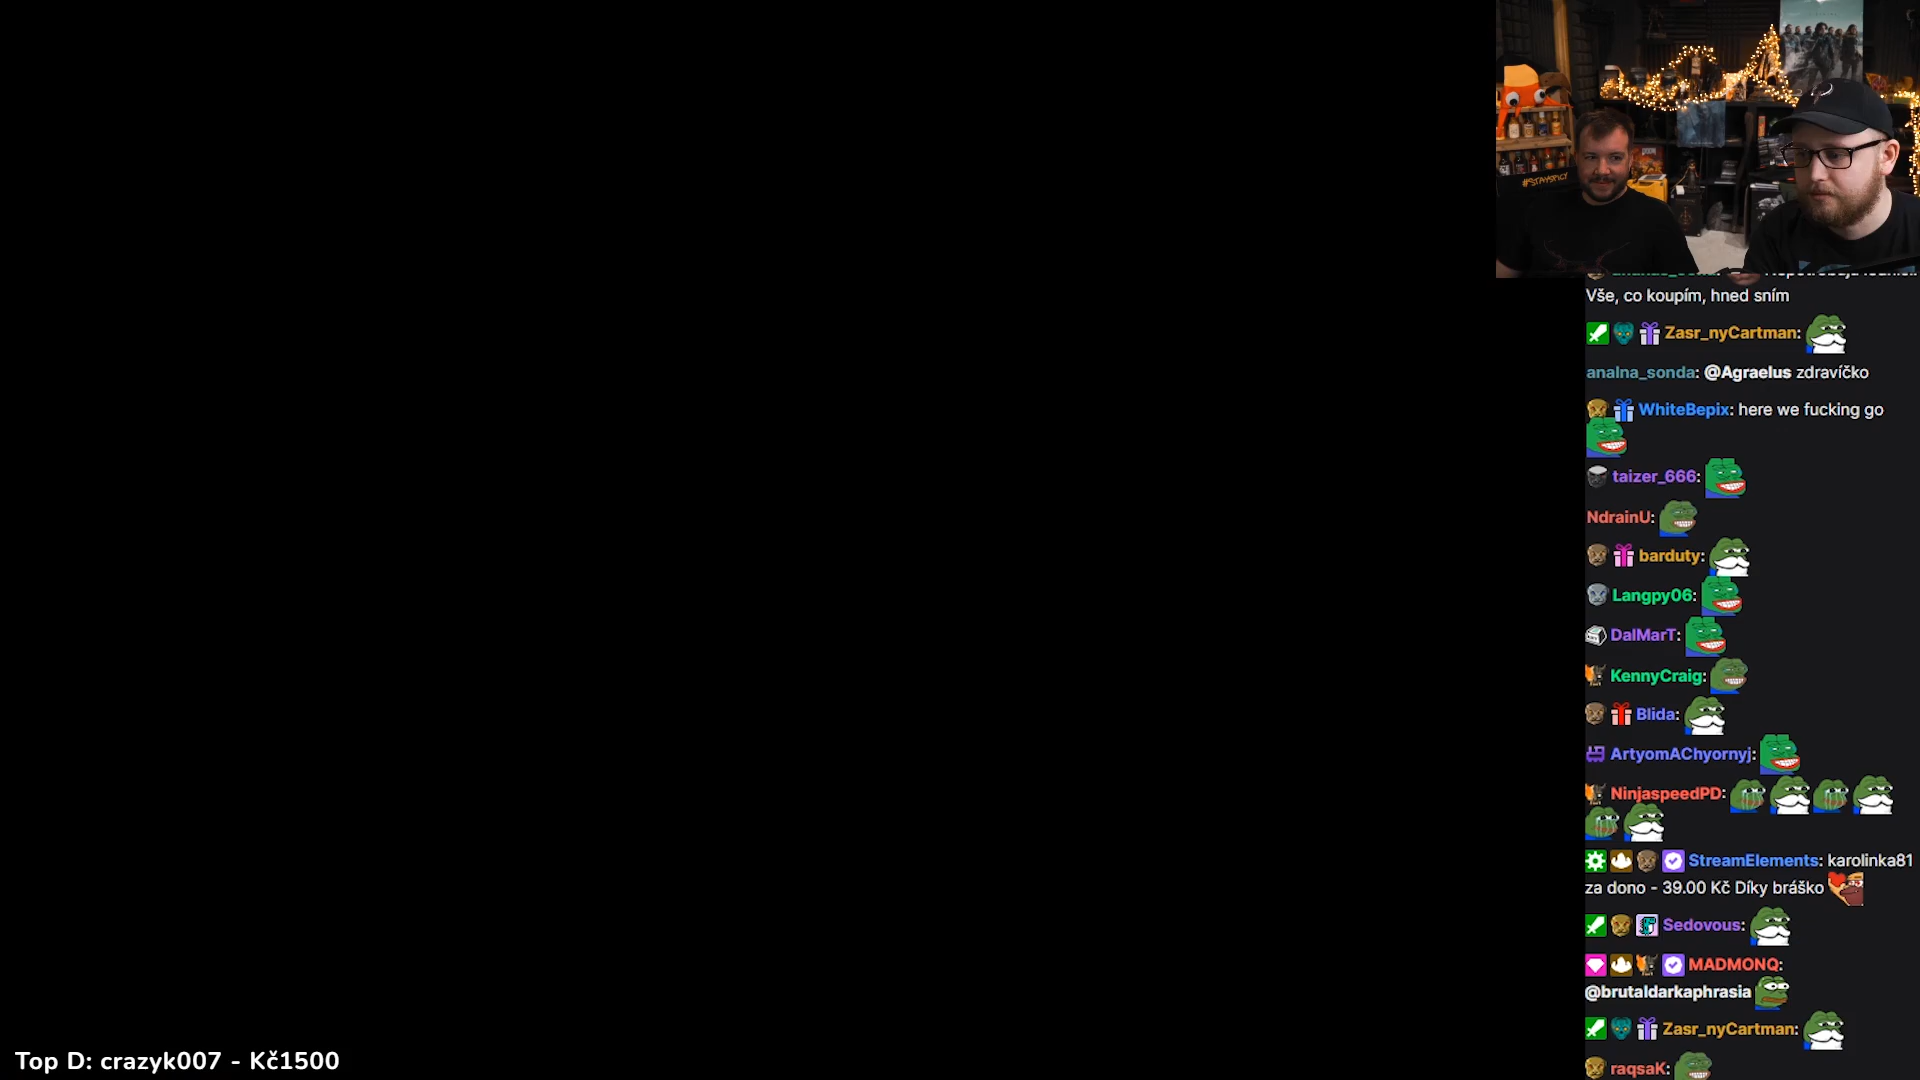 #STAYSPICY
Vše, co koupím, hned sním
Zasr_nyCartman:
analna_sonda: @Agraelus zdravíčko
WhiteBepix: here we fucking go
taizer_666:
NdrainU:
barduty:
Langpy06:
DalMarT:
KennyCraig:
Blida:
ArtyomAChyornyj:
NinjaspeedPD:
StreamElements: karolinka81
za dono - 39.00 Kč Díky bráško
Sedovous:
MADMONQ:
@brutaldarkaphrasia
Zasr_nyCartman:
raqsaK:
Top D: crazyk007 - Kč1500